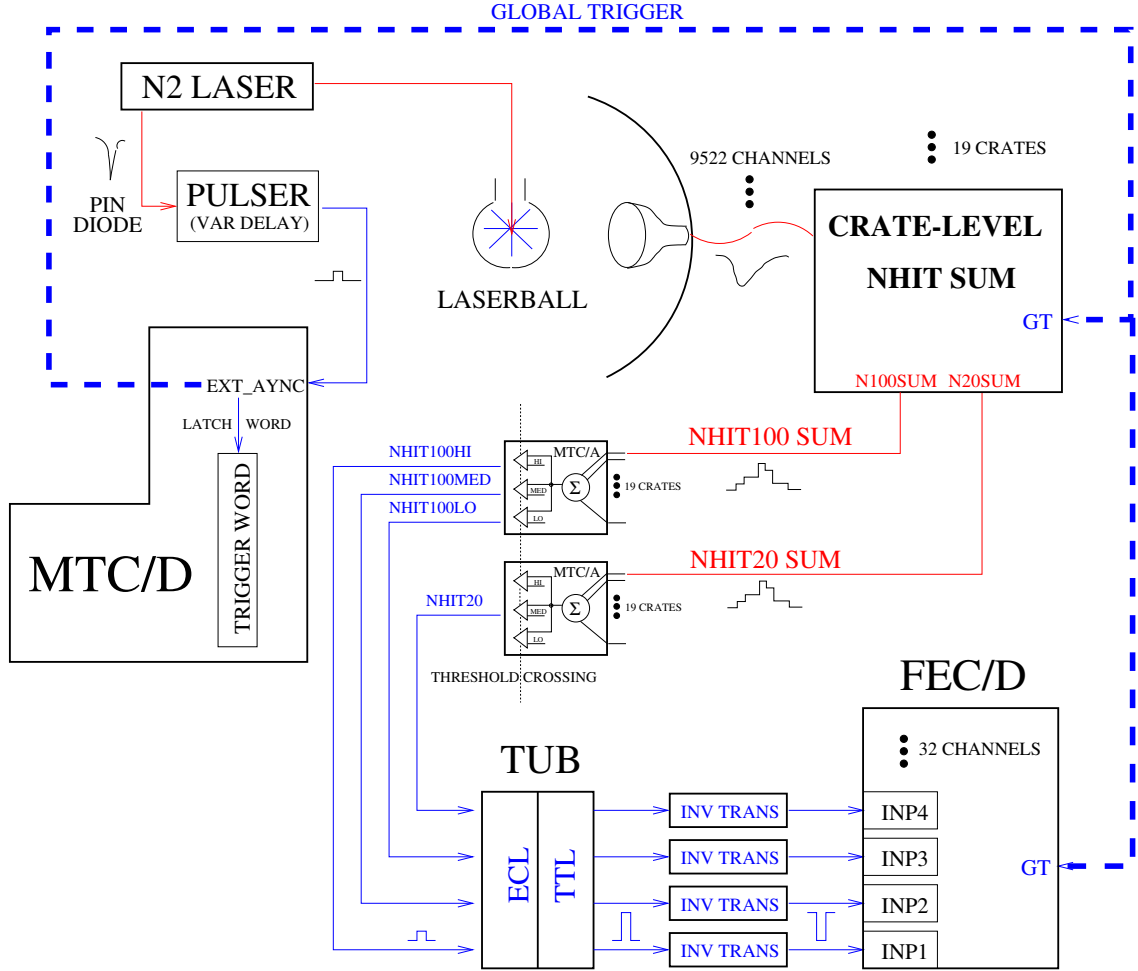 GLOBAL TRIGGER
N2 LASER
9522 CHANNELS
19 CRATES
PIN
DIODE
PULSER
(VAR DELAY)
CRATE-LEVEL
NHIT SUM
GT
N100SUM N20SUM
LASERBALL
EXT_AYNC
LATCH WORD
TRIGGER WORD
MTC/D
NHIT100HI
NHIT100MED
NHIT100LO
MTC/A
HI
MED
LO
Σ
19 CRATES
NHIT100 SUM
NHIT20
MTC/A
HI
MED
LO
Σ
19 CRATES
NHIT20 SUM
THRESHOLD CROSSING
FEC/D
32 CHANNELS
TUB
ECL
TTL
INV TRANS
INP4
INV TRANS
INP3
GT
INV TRANS
INP2
INV TRANS
INP1